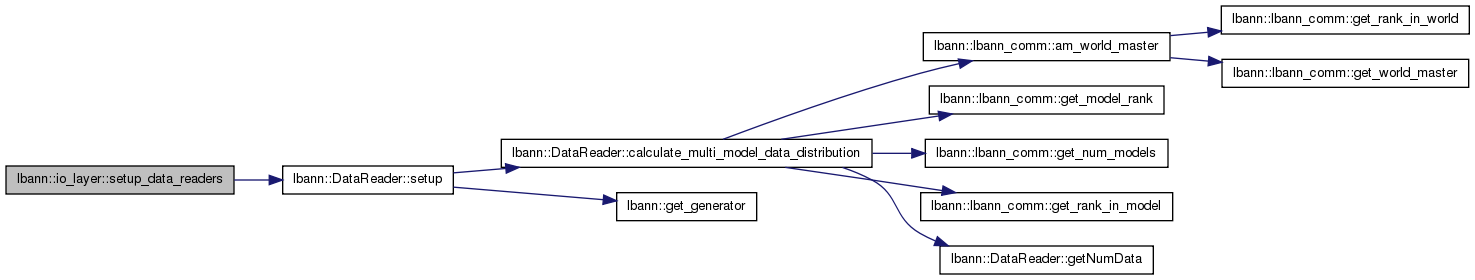 lbann::io_layer::setup_data_readers
lbann::DataReader::setup
lbann::DataReader::calculate_multi_model_data_distribution
lbann::get_generator
lbann::lbann_comm::am_world_master
lbann::lbann_comm::get_model_rank
lbann::lbann_comm::get_num_models
lbann::lbann_comm::get_rank_in_model
lbann::DataReader::getNumData
lbann::lbann_comm::get_rank_in_world
lbann::lbann_comm::get_world_master